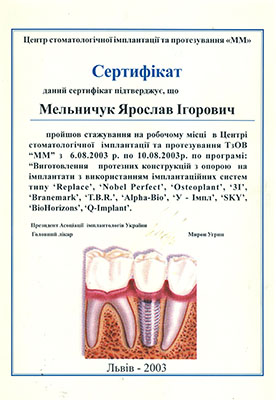 Центр стоматологічної імплантації та протезування «ММ»
Сертифікат
даний сертифікат підтверджує, що
Мельничук Ярослав Ігорович
пройшов стажування на робочому місці в Центрі
стоматологічної імплантації та протезування ТзОВ
“ММ” з 6.08.2003 р. по 10.08.2003р. по програмі:
“Виготовлення протезних конструкцій з опорою на
імплантати з використанням імплантаційних систем
типу ‘Replace’, ‘Nobel Perfect’, ‘Osteoplant’, ‘3I’,
‘Branemark’, ‘T.B.R.’, ‘Alpha-Bio’, ‘У - Імпл’, ‘SKY’,
‘BioHorizons’, ‘Q-Implant’.
Президент Асоціації імплантологів України
Головний лікар Мирон Угрин
Львів - 2003